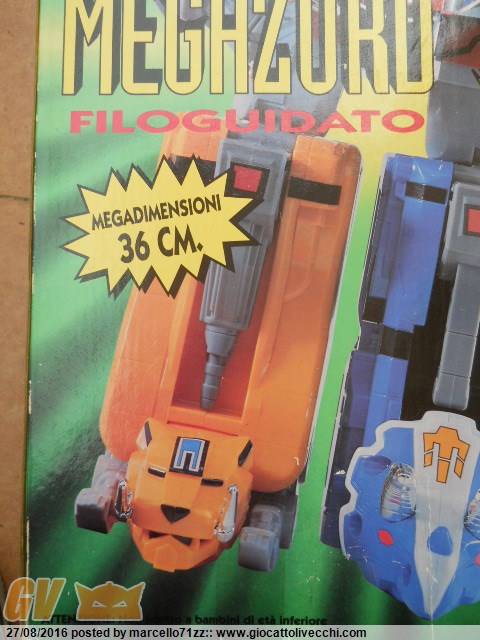 MEGAZORD
FILOGUIDATO
MEGADIMENSIONI
36 CM.
GV
a bambini di età inferiore
27/08/2016 posted by marcello71zz:: www.giocattolivecchi.com